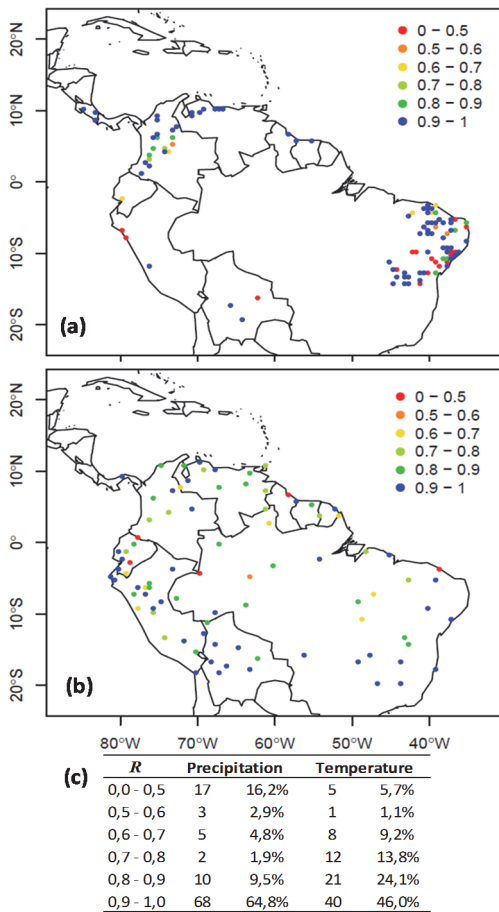 20°N
10°N
0°
10°S
20°S
0 – 0.5
0.5 – 0.6
0.6 – 0.7
0.7 – 0.8
0.8 – 0.9
0.9 – 1
(a)
20°N
10°N
0°
10°S
20°S
0 – 0.5
0.5 – 0.6
0.6 – 0.7
0.7 – 0.8
0.8 – 0.9
0.9 – 1
(b)
80°W 70°W 60°W 50°W 40°W
(c)
R Precipitation Temperature
0,0 - 0,5 17 16,2% 5 5,7%
0,5 - 0,6 3 2,9% 1 1,1%
0,6 - 0,7 5 4,8% 8 9,2%
0,7 - 0,8 2 1,9% 12 13,8%
0,8 - 0,9 10 9,5% 21 24,1%
0,9 - 1,0 68 64,8% 40 46,0%